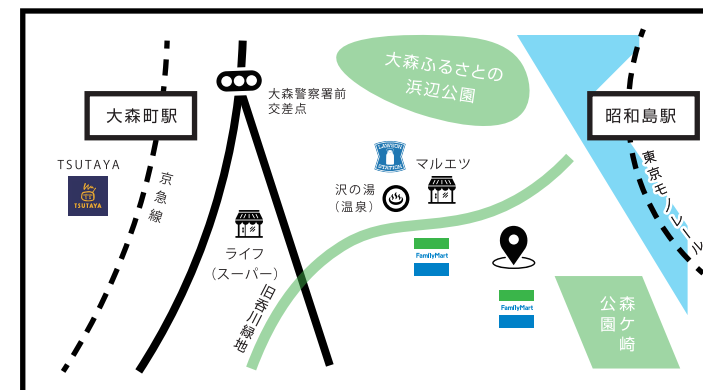 大森町駅
TSUTAYA
TSUTAYA
京急線
大森警察署前
交差点
ライフ
(スーパー)
旧呑川緑地
大森ふるさとの
浜辺公園
LAWSON
STATION
マルエツ
沢の湯
(温泉)
FamilyMart
FamilyMart
昭和島駅
東京モノレール
森ケ崎
公園